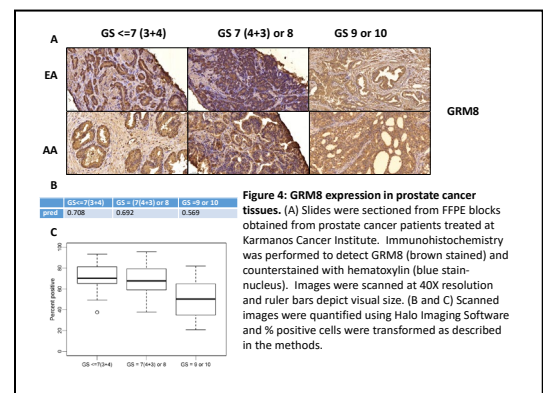 GS <=7 (3+4) GS 7 (4+3) or 8 GS 9 or 10
A
EA
GRM8
AA
B
GS<=7(3+4) GS = (7(4+3) or 8 GS =9 or 10
pred 0.708 0.692 0.569
C
Percent positive
100
80
60
40
20
0
GS <=7(3+4) GS = 7(4+3) or 8 GS = 9 or 10
Figure 4: GRM8 expression in prostate cancer
tissues. (A) Slides were sectioned from FFPE blocks
obtained from prostate cancer patients treated at
Karmanos Cancer Institute. Immunohistochemistry
was performed to detect GRM8 (brown stained) and
counterstained with hematoxylin (blue stain-
nucleus). Images were scanned at 40X resolution
and ruler bars depict visual size. (B and C) Scanned
images were quantified using Halo Imaging Software
and % positive cells were transformed as described
in the methods.